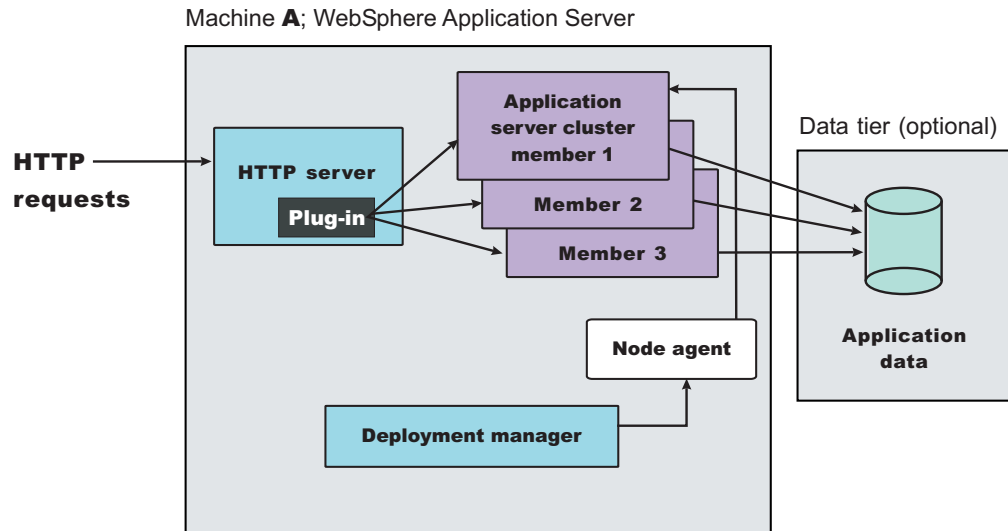 Machine A; WebSphere Application Server
HTTP
requests
HTTP server
Plug-in
Application
server cluster
member 1
Member 2
Member 3
Node agent
Deployment manager
Data tier (optional)
Application
data